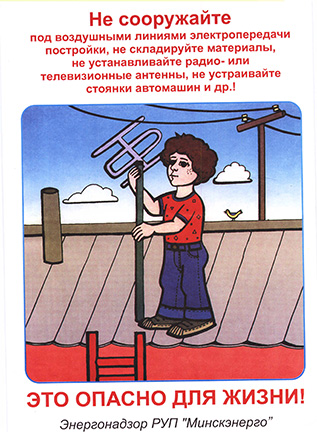 Не сооружайте
под воздушными линиями электропередачи
постройки, не складируйте материалы,
не устанавливайте радио- или
телевизионные антенны, не устраивайте
стоянки автомашин и др.!
ЭТО ОПАСНО ДЛЯ ЖИЗНИ!
Энергонадзор РУП "Минскэнерго"